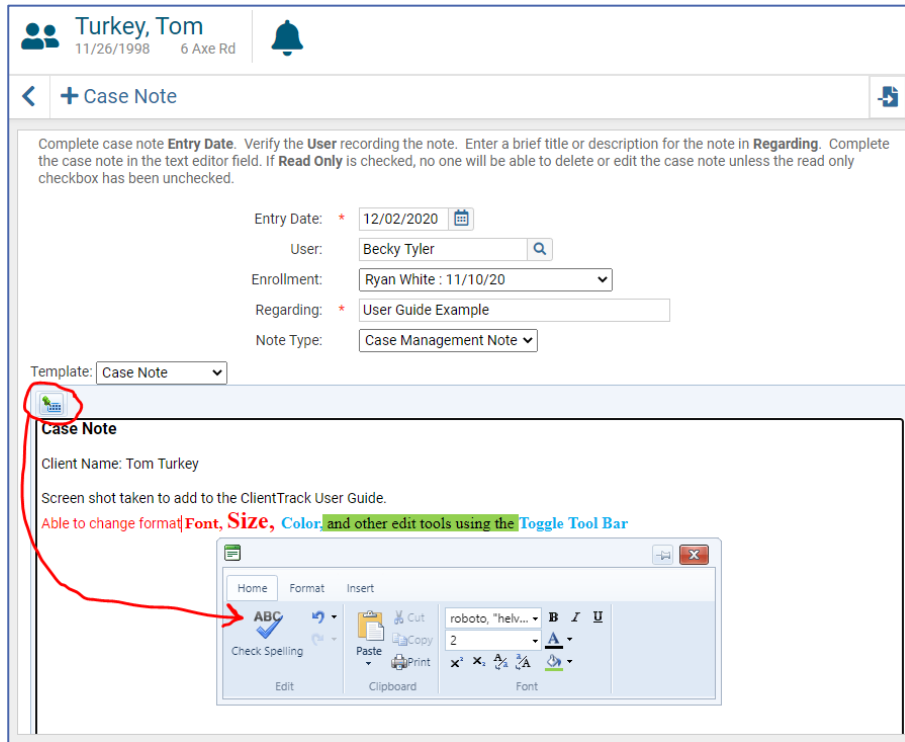 Turkey, Tom
11/26/1998 6 Axe Rd
+ Case Note
Complete case note Entry Date. Verify the User recording the note. Enter a brief title or description for the note in Regarding. Complete
the case note in the text editor field. If Read Only is checked, no one will be able to delete or edit the case note unless the read only
checkbox has been unchecked.
Entry Date: * 12/02/2020
User: Becky Tyler
Enrollment: Ryan White : 11/10/20
Regarding: * User Guide Example
Note Type: Case Management Note
Template: Case Note
Case Note
Client Name: Tom Turkey
Screen shot taken to add to the ClientTrack User Guide.
Able to change format Font, Size, Color, and other edit tools using the Toggle Tool Bar
Home Format Insert
ABC
Check Spelling
Edit
Paste
Cut
Copy
Print
Clipboard
roboto, "helv... B I U
2 A
x² x₂ A/a a/A
Font